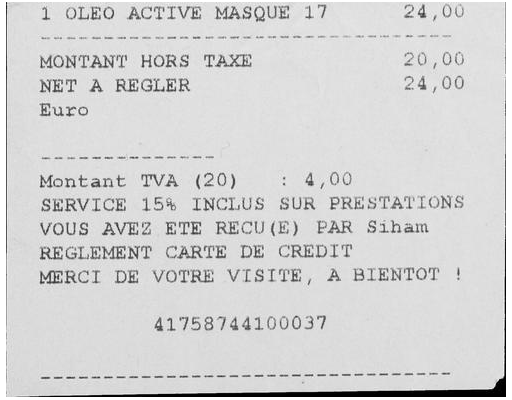 1 OLEO ACTIVE MASQUE 17 24,00
--------------------------------
MONTANT HORS TAXE 20,00
NET A REGLER 24,00
Euro
--------------
Montant TVA (20) : 4,00
SERVICE 15% INCLUS SUR PRESTATIONS
VOUS AVEZ ETE RECU(E) PAR Siham
REGLEMENT CARTE DE CREDIT
MERCI DE VOTRE VISITE, A BIENTOT !
41758744100037
--------------------------------